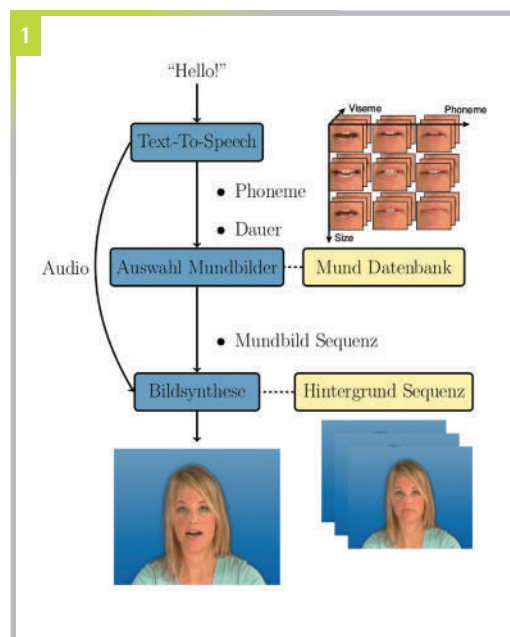 1
“Hello!”
Viseme
Phoneme
Text-To-Speech
Phoneme
Dauer
Size
Audio
Auswahl Mundbilder
Mund Datenbank
Mundbild Sequenz
Bildsynthese
Hintergrund Sequenz